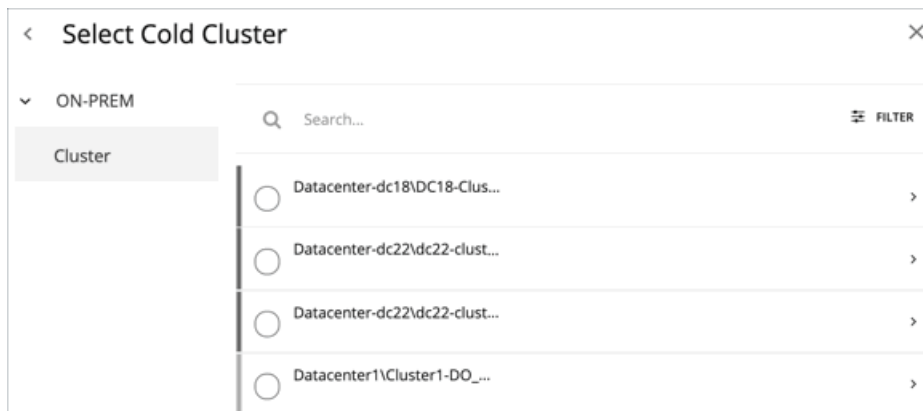 Select Cold Cluster
ON-PREM
Cluster
Search...
FILTER
Datacenter-dc18\DC18-Clus...
Datacenter-dc22\dc22-clust...
Datacenter-dc22\dc22-clust...
Datacenter1\Cluster1-DO_...